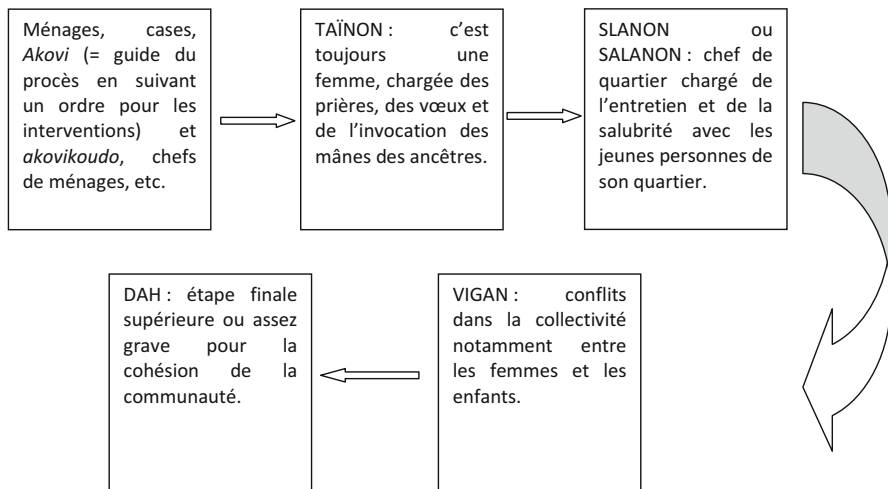 Ménages, cases,
Akovi (= guide du
procès en suivant
un ordre pour les
interventions) et
akovikoudo, chefs
de ménages, etc.
TAÏNON : c’est
toujours une
femme, chargée des
prières, des vœux et
de l’invocation des
mânes des ancêtres.
SLANON ou
SALANON : chef de
quartier chargé de
l’entretien et de la
salubrité avec les
jeunes personnes de
son quartier.
VIGAN : conflits
dans la collectivité
notamment entre
les femmes et les
enfants.
DAH : étape finale
supérieure ou assez
grave pour la
cohésion de la
communauté.